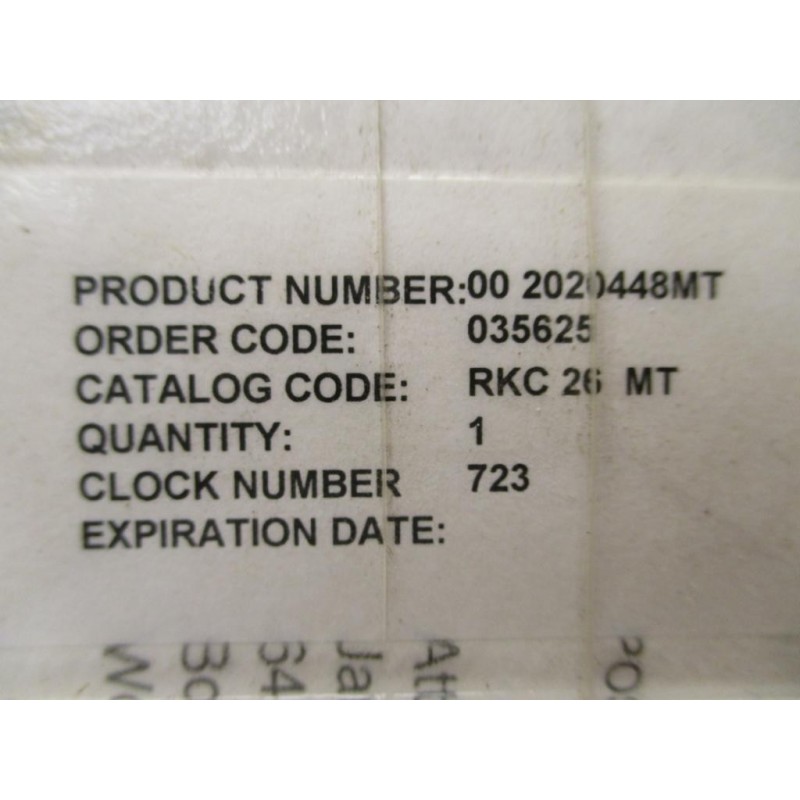 PRODUCT NUMBER:00 2020448MT
ORDER CODE: 035625
CATALOG CODE: RKC 26 MT
QUANTITY: 1
CLOCK NUMBER 723
EXPIRATION DATE: